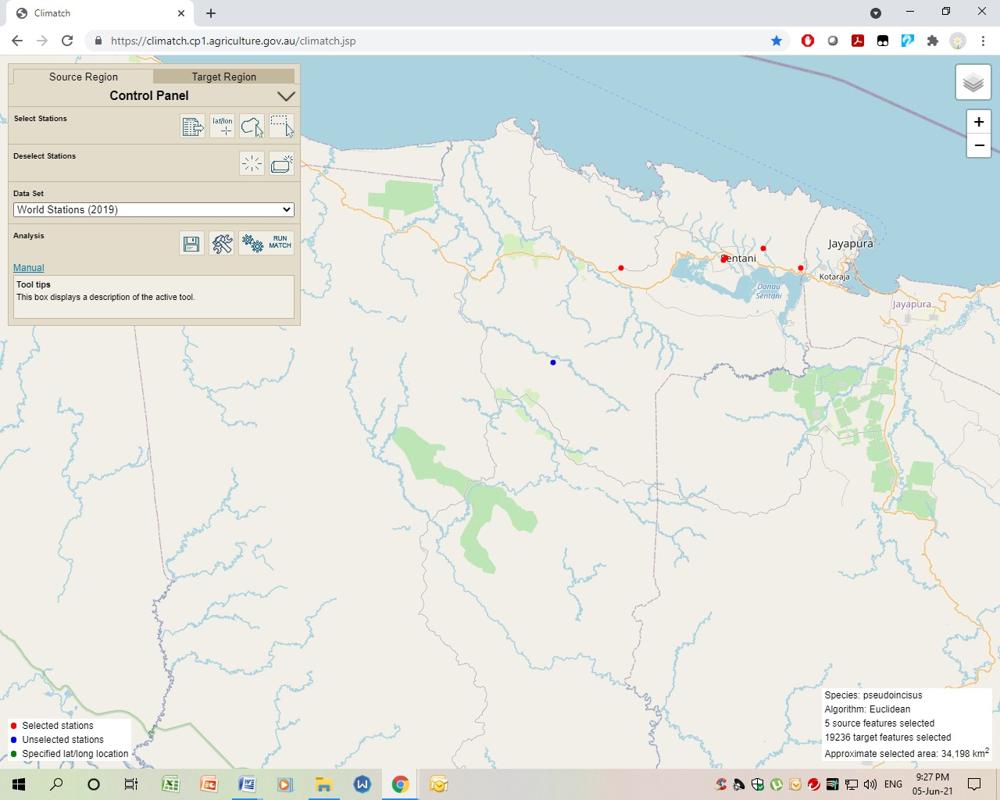 Climatch
https://climatch.cp1.agriculture.gov.au/climatch.jsp
Source Region
Target Region
Control Panel
Select Stations
lat/lon
Deselect Stations
Data Set
World Stations (2019)
Analysis
RUN
MATCH
Manual
Tool tips
This box displays a description of the active tool.
+
−
Sentani
Jayapura
Kotaraja
Danau
Sentani
Jayapura
Selected stations
Unselected stations
Specified lat/long location
Species: pseudoincisus
Algorithm: Euclidean
5 source features selected
19236 target features selected
Approximate selected area: 34,198 km2
ENG
9:27 PM
05-Jun-21